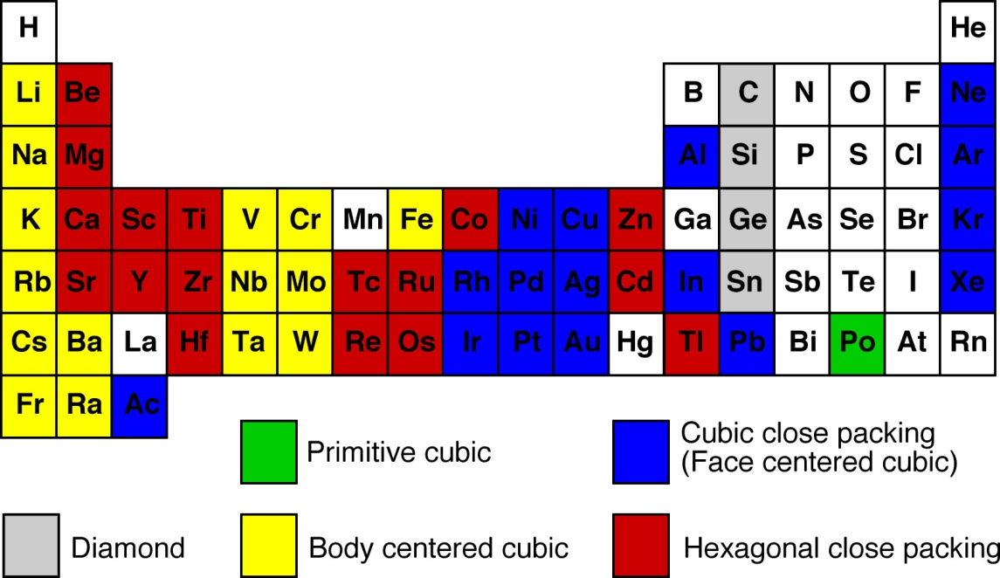 H He
Li Be B C N O F Ne
Na Mg Al Si P S Cl Ar
K Ca Sc Ti V Cr Mn Fe Co Ni Cu Zn Ga Ge As Se Br Kr
Rb Sr Y Zr Nb Mo Tc Ru Rh Pd Ag Cd In Sn Sb Te I Xe
Cs Ba La Hf Ta W Re Os Ir Pt Au Hg Tl Pb Bi Po At Rn
Fr Ra Ac
Primitive cubic
Cubic close packing
(Face centered cubic)
Diamond
Body centered cubic
Hexagonal close packing